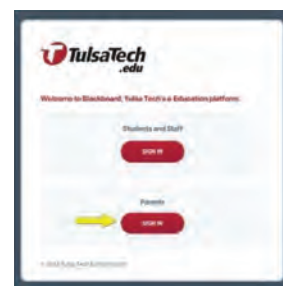 TulsaTech
.edu
Welcome to Blackboard, Tulsa Tech's e-Education platform.
Students and Staff
SIGN IN
Parents
SIGN IN